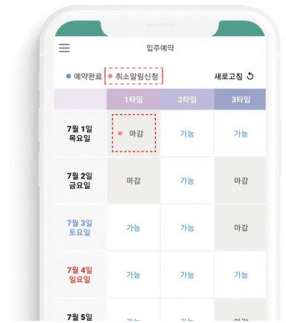 입주예약
예약완료 취소알림신청 새로고침
1타임 2타임 3타임
7월 1일
목요일
마감 가능 가능
7월 2일
금요일
마감 가능 마감
7월 3일
토요일
가능 가능 마감
7월 4일
일요일
가능 가능 가능
7월 5일